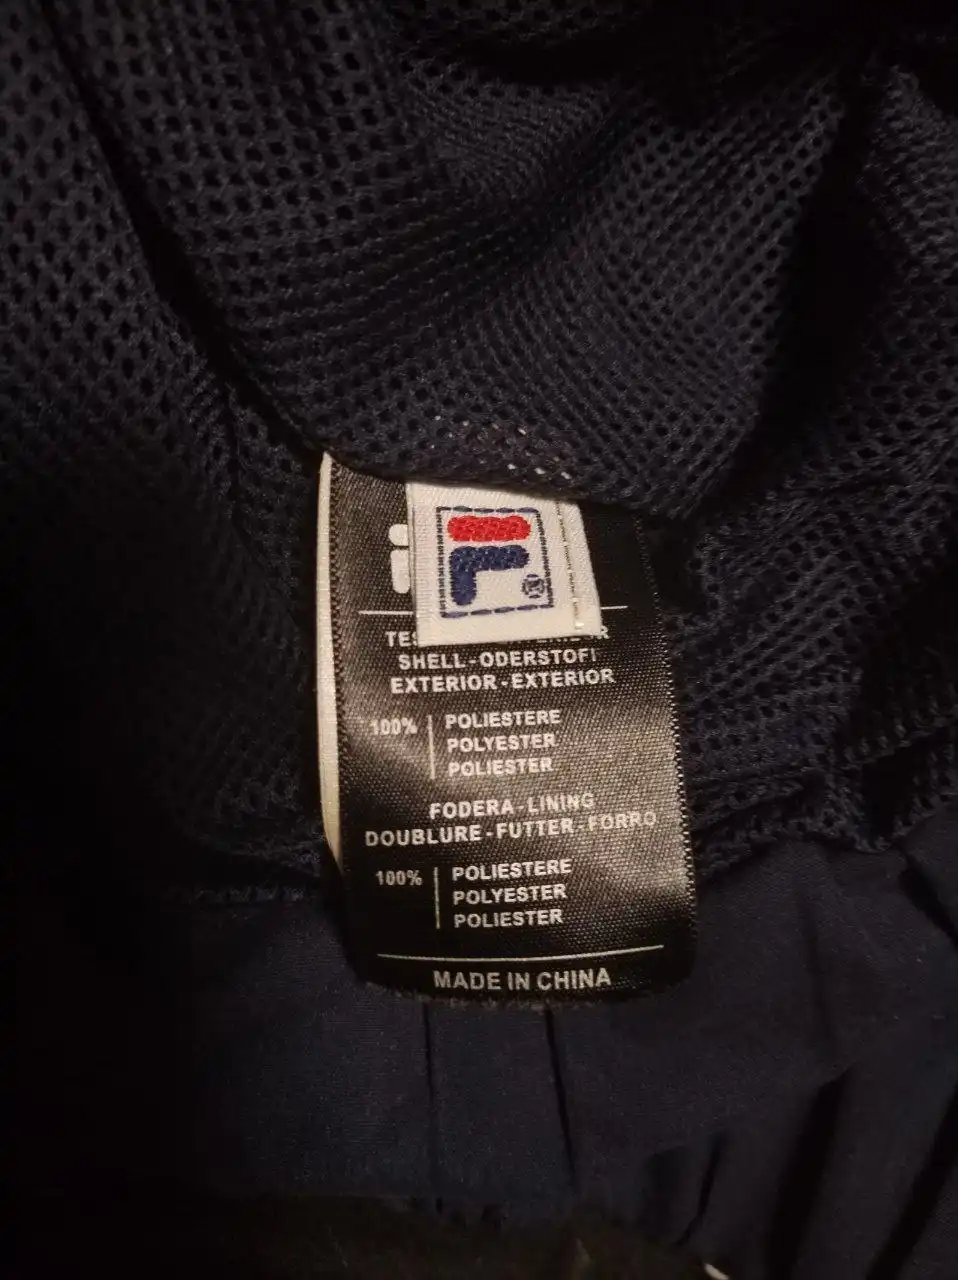 F
SHELL-ODERSTOFF
EXTERIOR-EXTERIOR
100% POLIESTERE
POLYESTER
POLIESTER
FODERA-LINING
DOUBLURE-FUTTER-FORRO
100% POLIESTERE
POLYESTER
POLIESTER
MADE IN CHINA